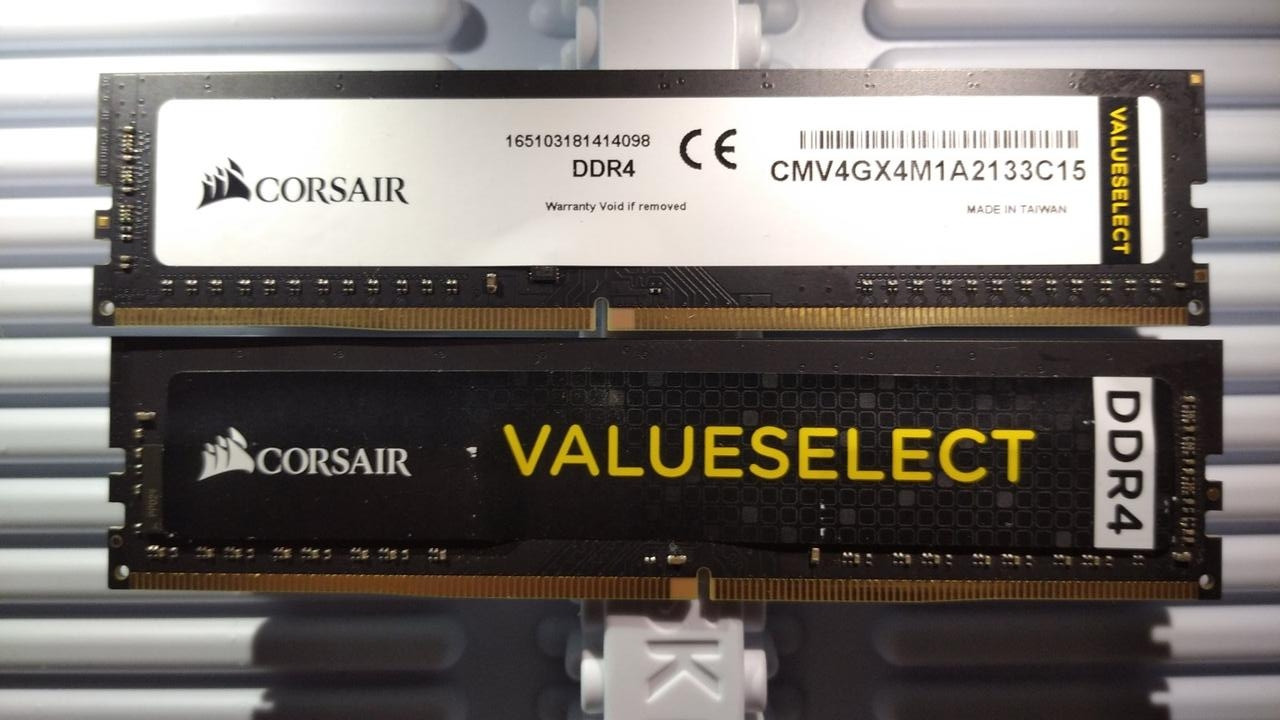 CORSAIR
165103181414098
DDR4
Warranty Void if removed
CE
CMV4GX4M1A2133C15
MADE IN TAIWAN
VALUESELECT
CORSAIR
VALUESELECT
DDR4
K